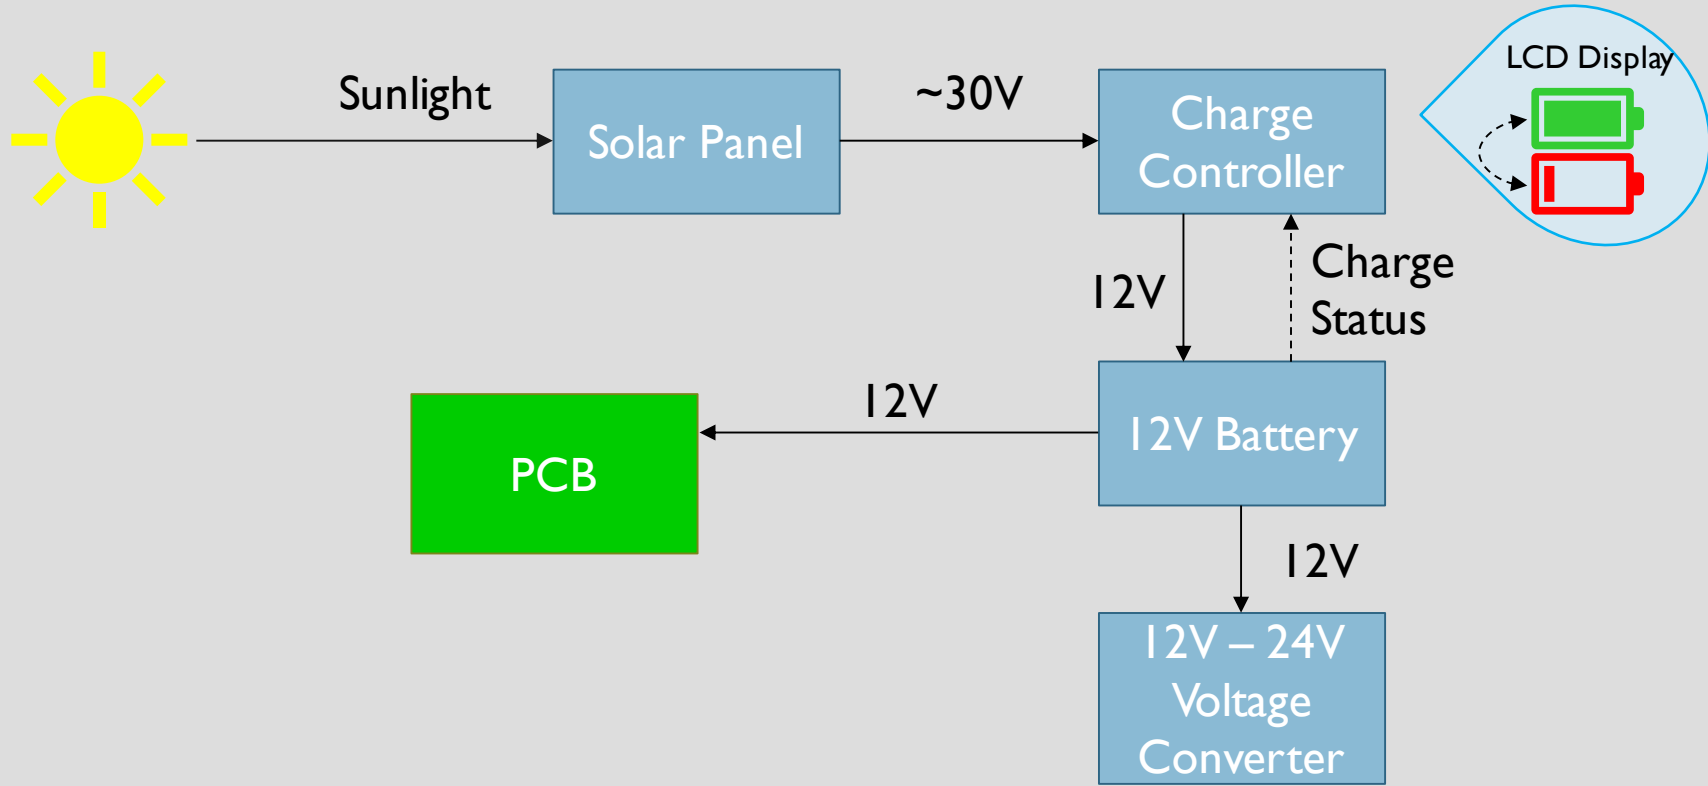 Sunlight
Solar Panel
~30V
Charge
Controller
LCD Display
12V
Charge
Status
12V
12V Battery
PCB
12V
12V – 24V
Voltage
Converter